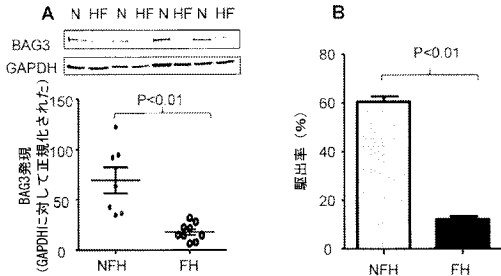 A
N HF N HF N HF N HF
BAG3
GAPDH
P<0.01
150
100
50
0
BAG3発現
(GAPDHに対して正規化された)
NFH FH
B
P<0.01
80
60
40
20
0
駆出率 (%)
NFH FH